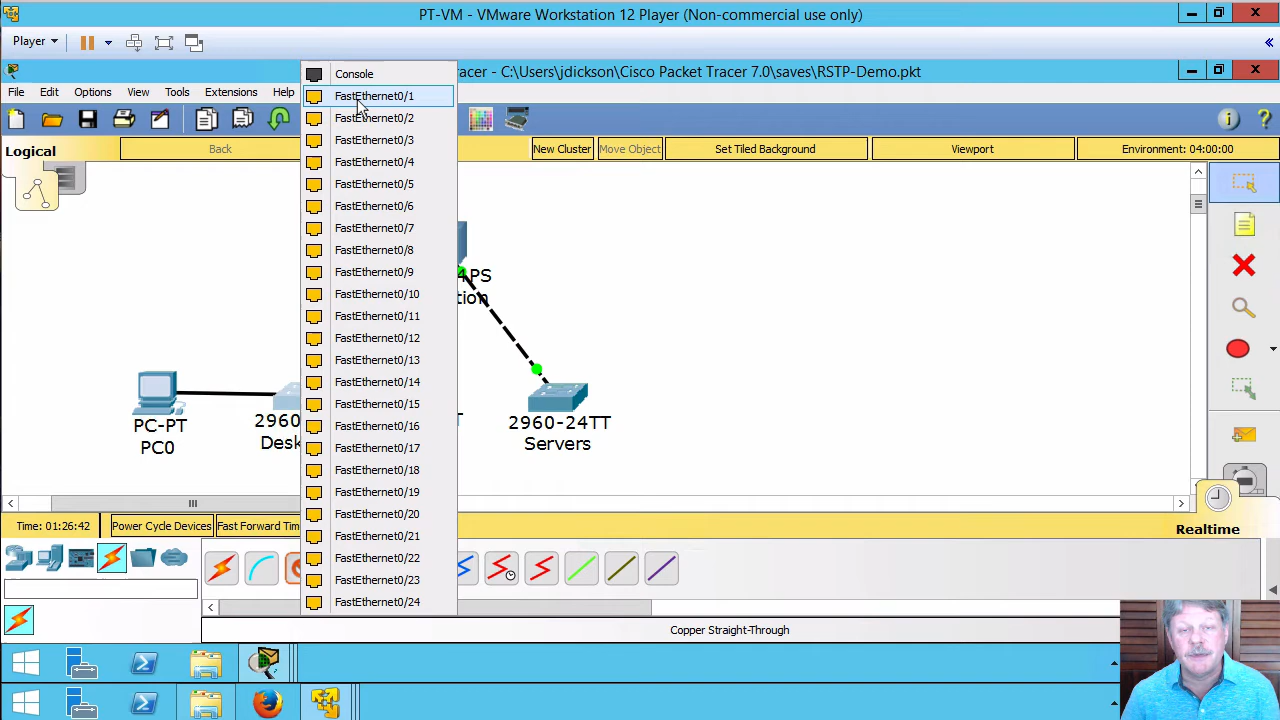 PT-VM - VMware Workstation 12 Player (Non-commercial use only)
Player
racer - C:\Users\jdickson\Cisco Packet Tracer 7.0\saves\RSTP-Demo.pkt
File Edit Options View Tools Extensions Help
Logical
Back
New Cluster
Move Object
Set Tiled Background
Viewport
Environment: 04:00:00
Console
FastEthernet0/1
FastEthernet0/2
FastEthernet0/3
FastEthernet0/4
FastEthernet0/5
FastEthernet0/6
FastEthernet0/7
FastEthernet0/8
FastEthernet0/9
FastEthernet0/10
FastEthernet0/11
FastEthernet0/12
FastEthernet0/13
FastEthernet0/14
FastEthernet0/15
FastEthernet0/16
FastEthernet0/17
FastEthernet0/18
FastEthernet0/19
FastEthernet0/20
FastEthernet0/21
FastEthernet0/22
FastEthernet0/23
FastEthernet0/24
4PS
tion
PC-PT
PC0
2960-
Desk
T
2960-24TT
Servers
Time: 01:26:42
Power Cycle Devices
Fast Forward Tim
Realtime
Copper Straight-Through